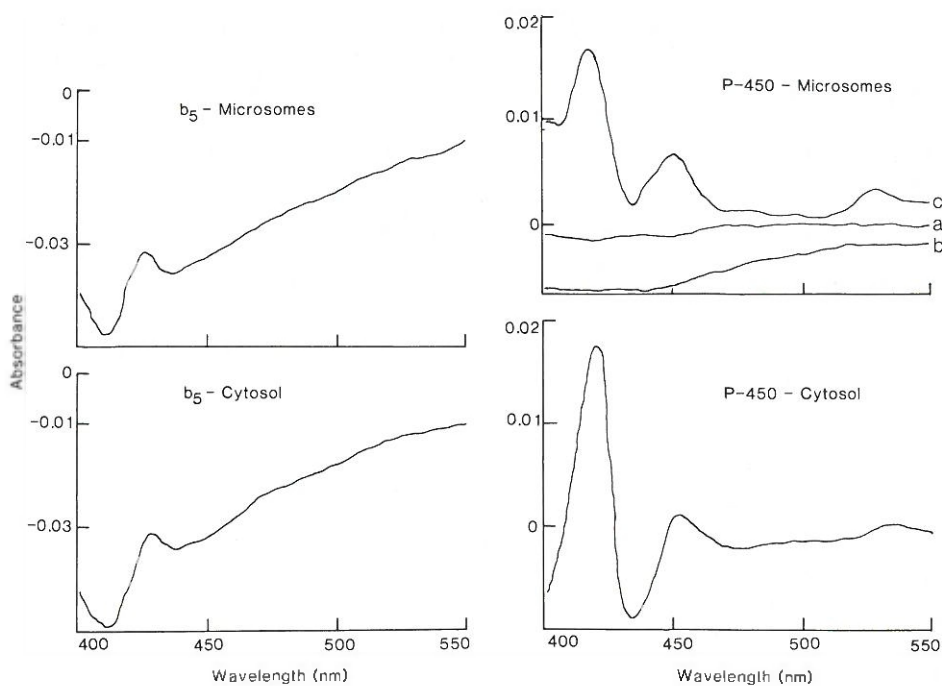 b5 - Microsomes
0
-0.01
-0.03
b5 - Cytosol
0
-0.01
-0.03
400 450 500 550
Wavelength (nm)
Absorbance
P-450 - Microsomes
0.02
0.01
0
c
a
b
P-450 - Cytosol
0.02
0.01
0
400 450 500 550
Wavelength (nm)